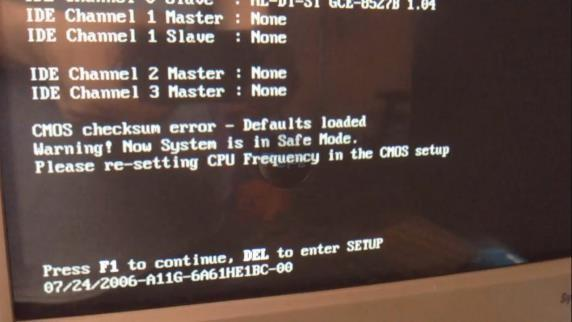 IDE Channel 0 Slave : HL-DT-ST GCE-8527B 1.04
IDE Channel 1 Master : None
IDE Channel 1 Slave : None
IDE Channel 2 Master : None
IDE Channel 3 Master : None
CMOS checksum error - Defaults loaded
Warning! Now System is in Safe Mode.
Please re-setting CPU Frequency in the CMOS setup
Press F1 to continue, DEL to enter SETUP
07/24/2006-A11G-6A61HE1BC-00